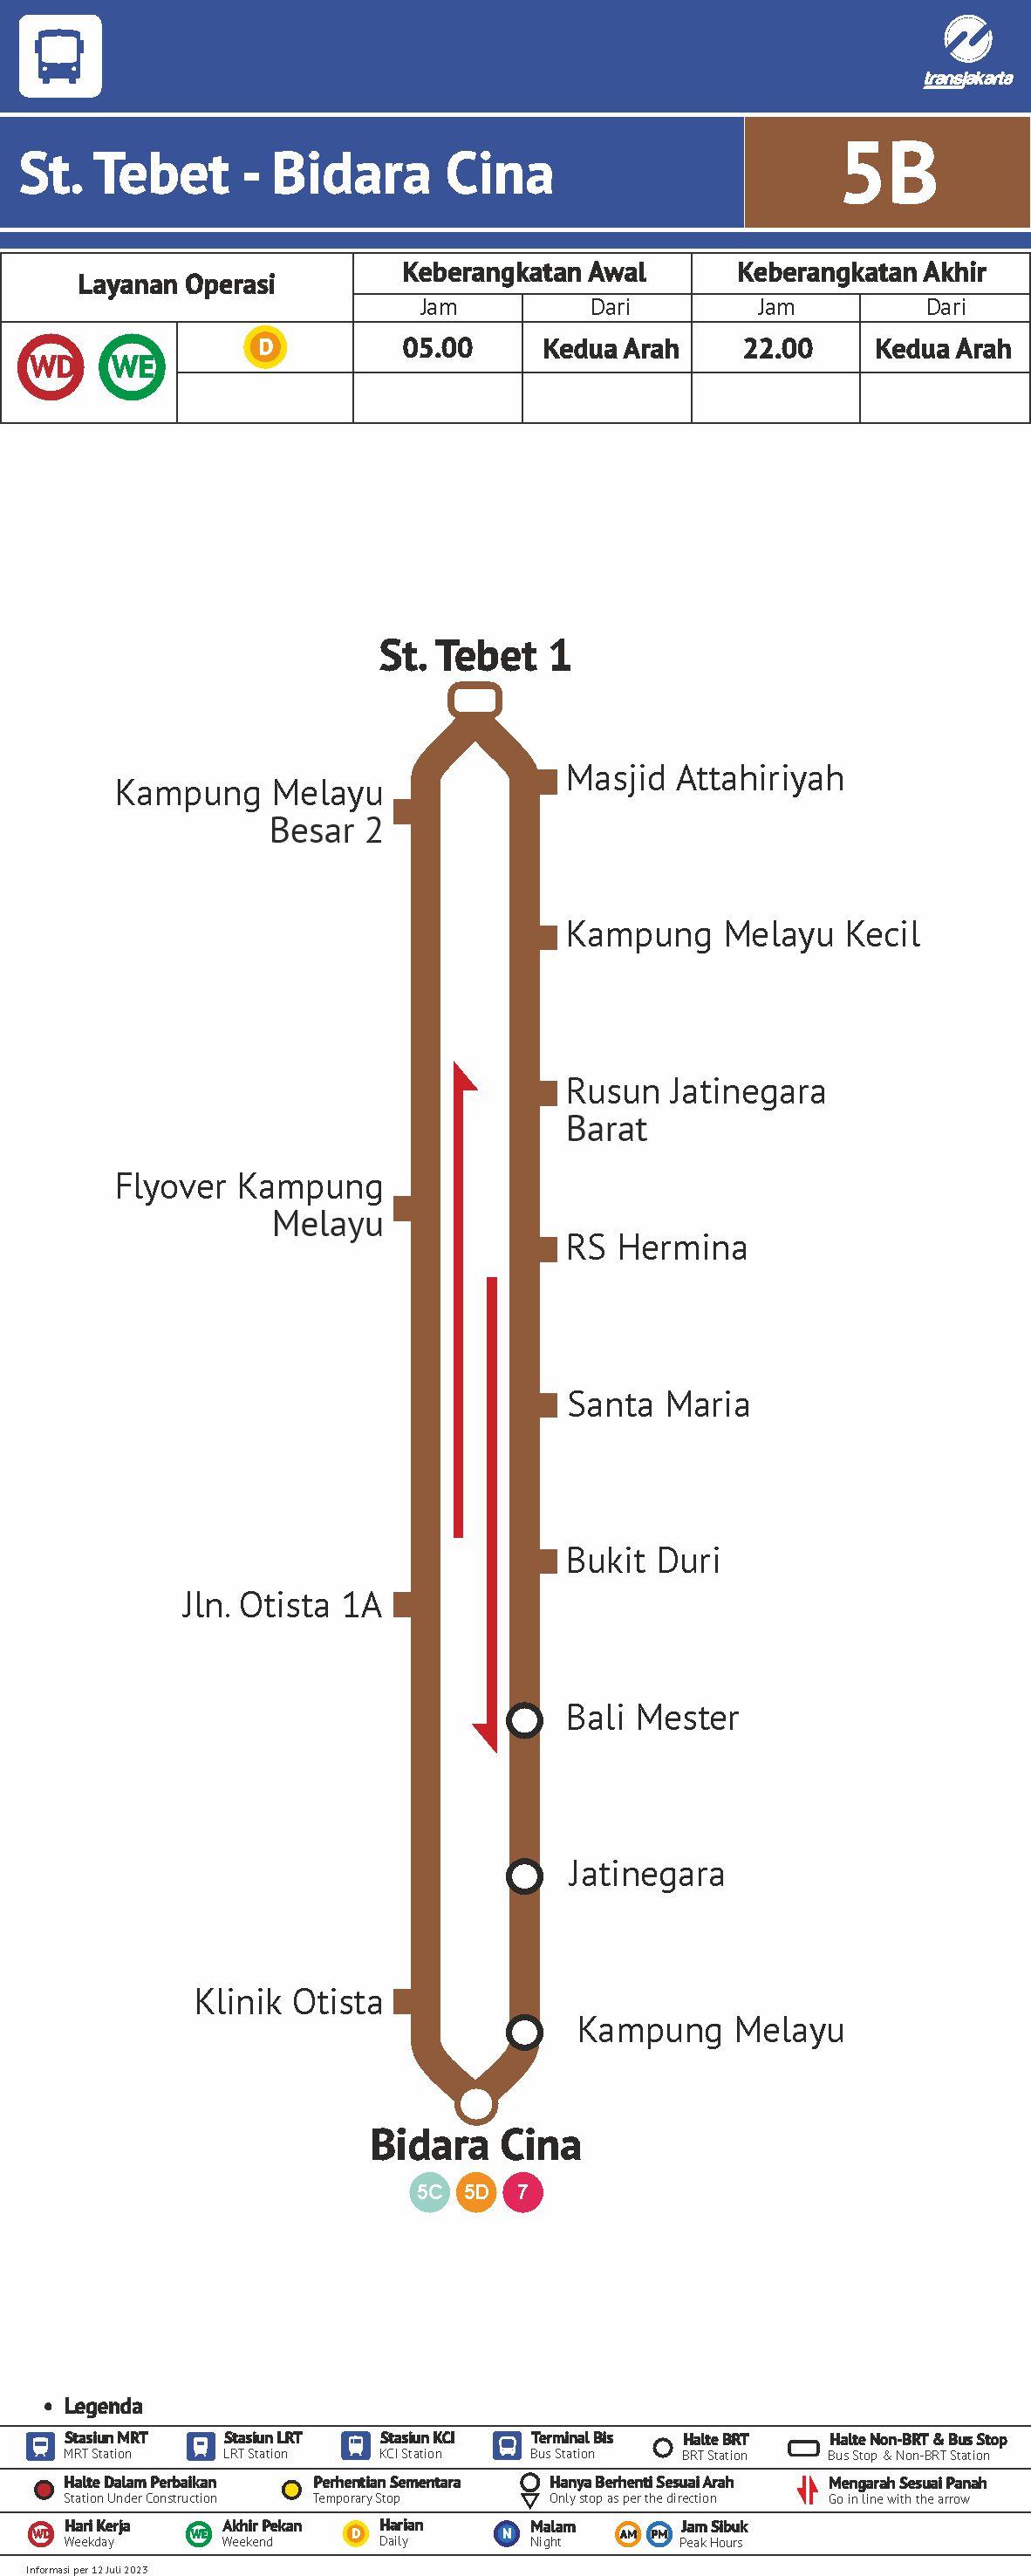 transjakarta
St. Tebet - Bidara Cina
5B
Layanan Operasi
Keberangkatan Awal
Keberangkatan Akhir
Jam
Dari
Jam
Dari
WD
WE
D
05.00
Kedua Arah
22.00
Kedua Arah
St. Tebet 1
Masjid Attahiriyah
Kampung Melayu
Besar 2
Kampung Melayu Kecil
Rusun Jatinegara
Barat
Flyover Kampung
Melayu
RS Hermina
Santa Maria
Bukit Duri
Jln. Otista 1A
Bali Mester
Jatinegara
Klinik Otista
Kampung Melayu
Bidara Cina
5C 5D 7
• Legenda
Stasiun MRT
MRT Station
Stasiun LRT
LRT Station
Stasiun KCI
KCI Station
Terminal Bis
Bus Station
Halte BRT
BRT Station
Halte Non-BRT & Bus Stop
Bus Stop & Non-BRT Station
Halte Dalam Perbaikan
Station Under Construction
Perhentian Sementara
Temporary Stop
Hanya Berhenti Sesuai Arah
Only stop as per the direction
Mengarah Sesuai Panah
Go in line with the arrow
WD
Hari Kerja
Weekday
WE
Akhir Pekan
Weekend
D
Harian
Daily
N
Malam
Night
AM PM
Jam Sibuk
Peak Hours
Informasi per 12 Juli 2023